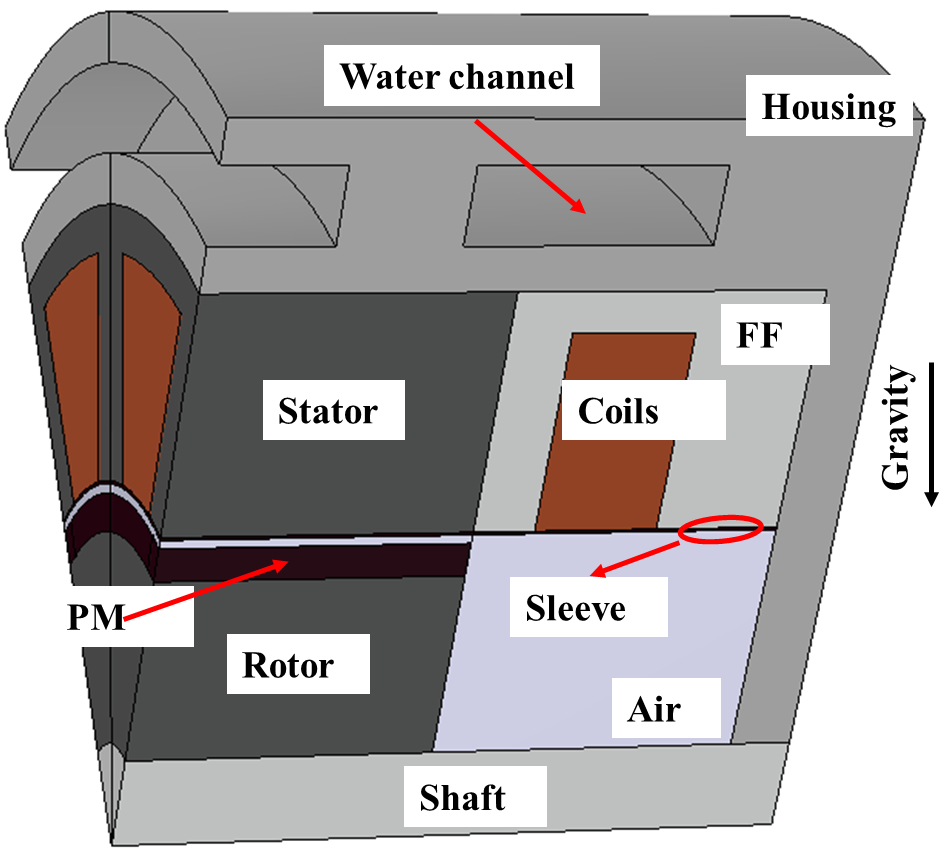 Water channel
Housing
FF
Stator
Coils
Gravity
PM
Sleeve
Rotor
Air
Shaft